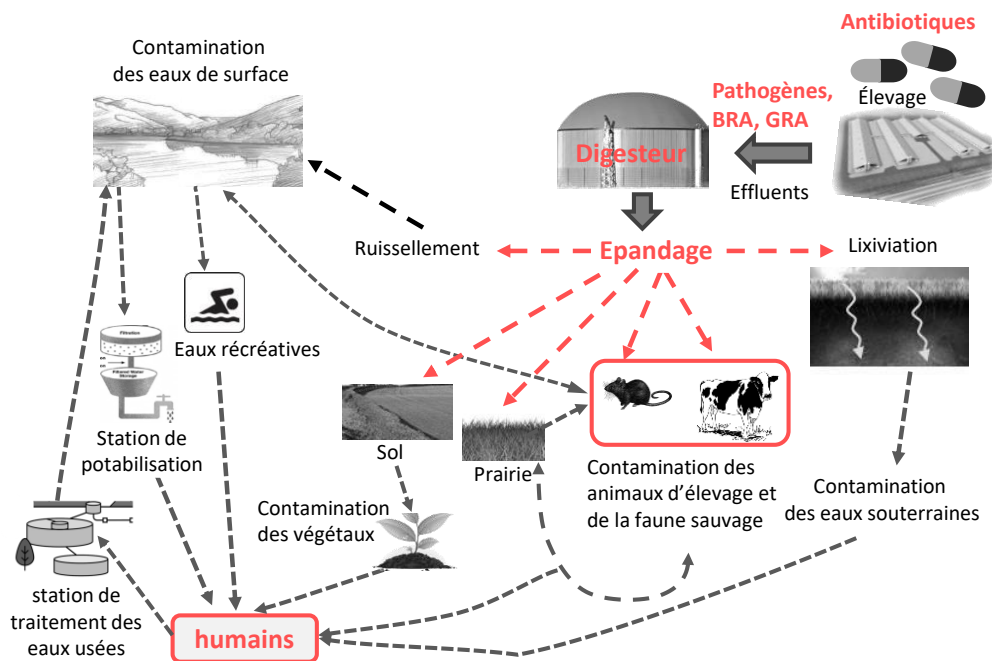 Antibiotiques
Contamination
des eaux de surface
Pathogènes,
BRA, GRA
Élevage
Digesteur
Effluents
Ruissellement
Epandage
Lixiviation
Filtration
Eaux récréatives
Station de
potabilisation
Sol
Prairie
Contamination
des végétaux
Contamination des
animaux d’élevage et
de la faune sauvage
Contamination
des eaux souterraines
station de
traitement des
eaux usées
humains